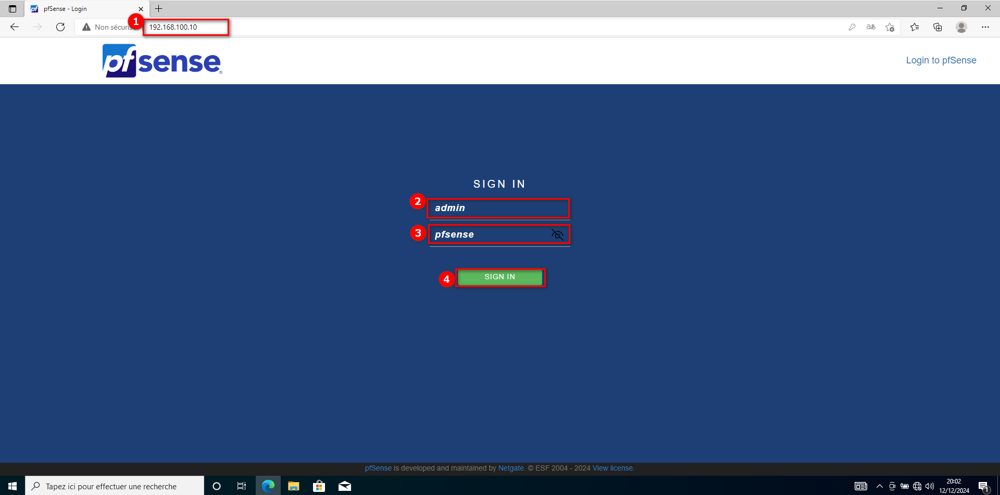 pfSense - Login
1
192.168.100.10
pfsense
Login to pfSense
SIGN IN
2
admin
3
pfsense
4
SIGN IN
pfSense is developed and maintained by Netgate. © ESF 2004 - 2024 View license.
Tapez ici pour effectuer une recherche
20:02
12/12/2024
1
Non